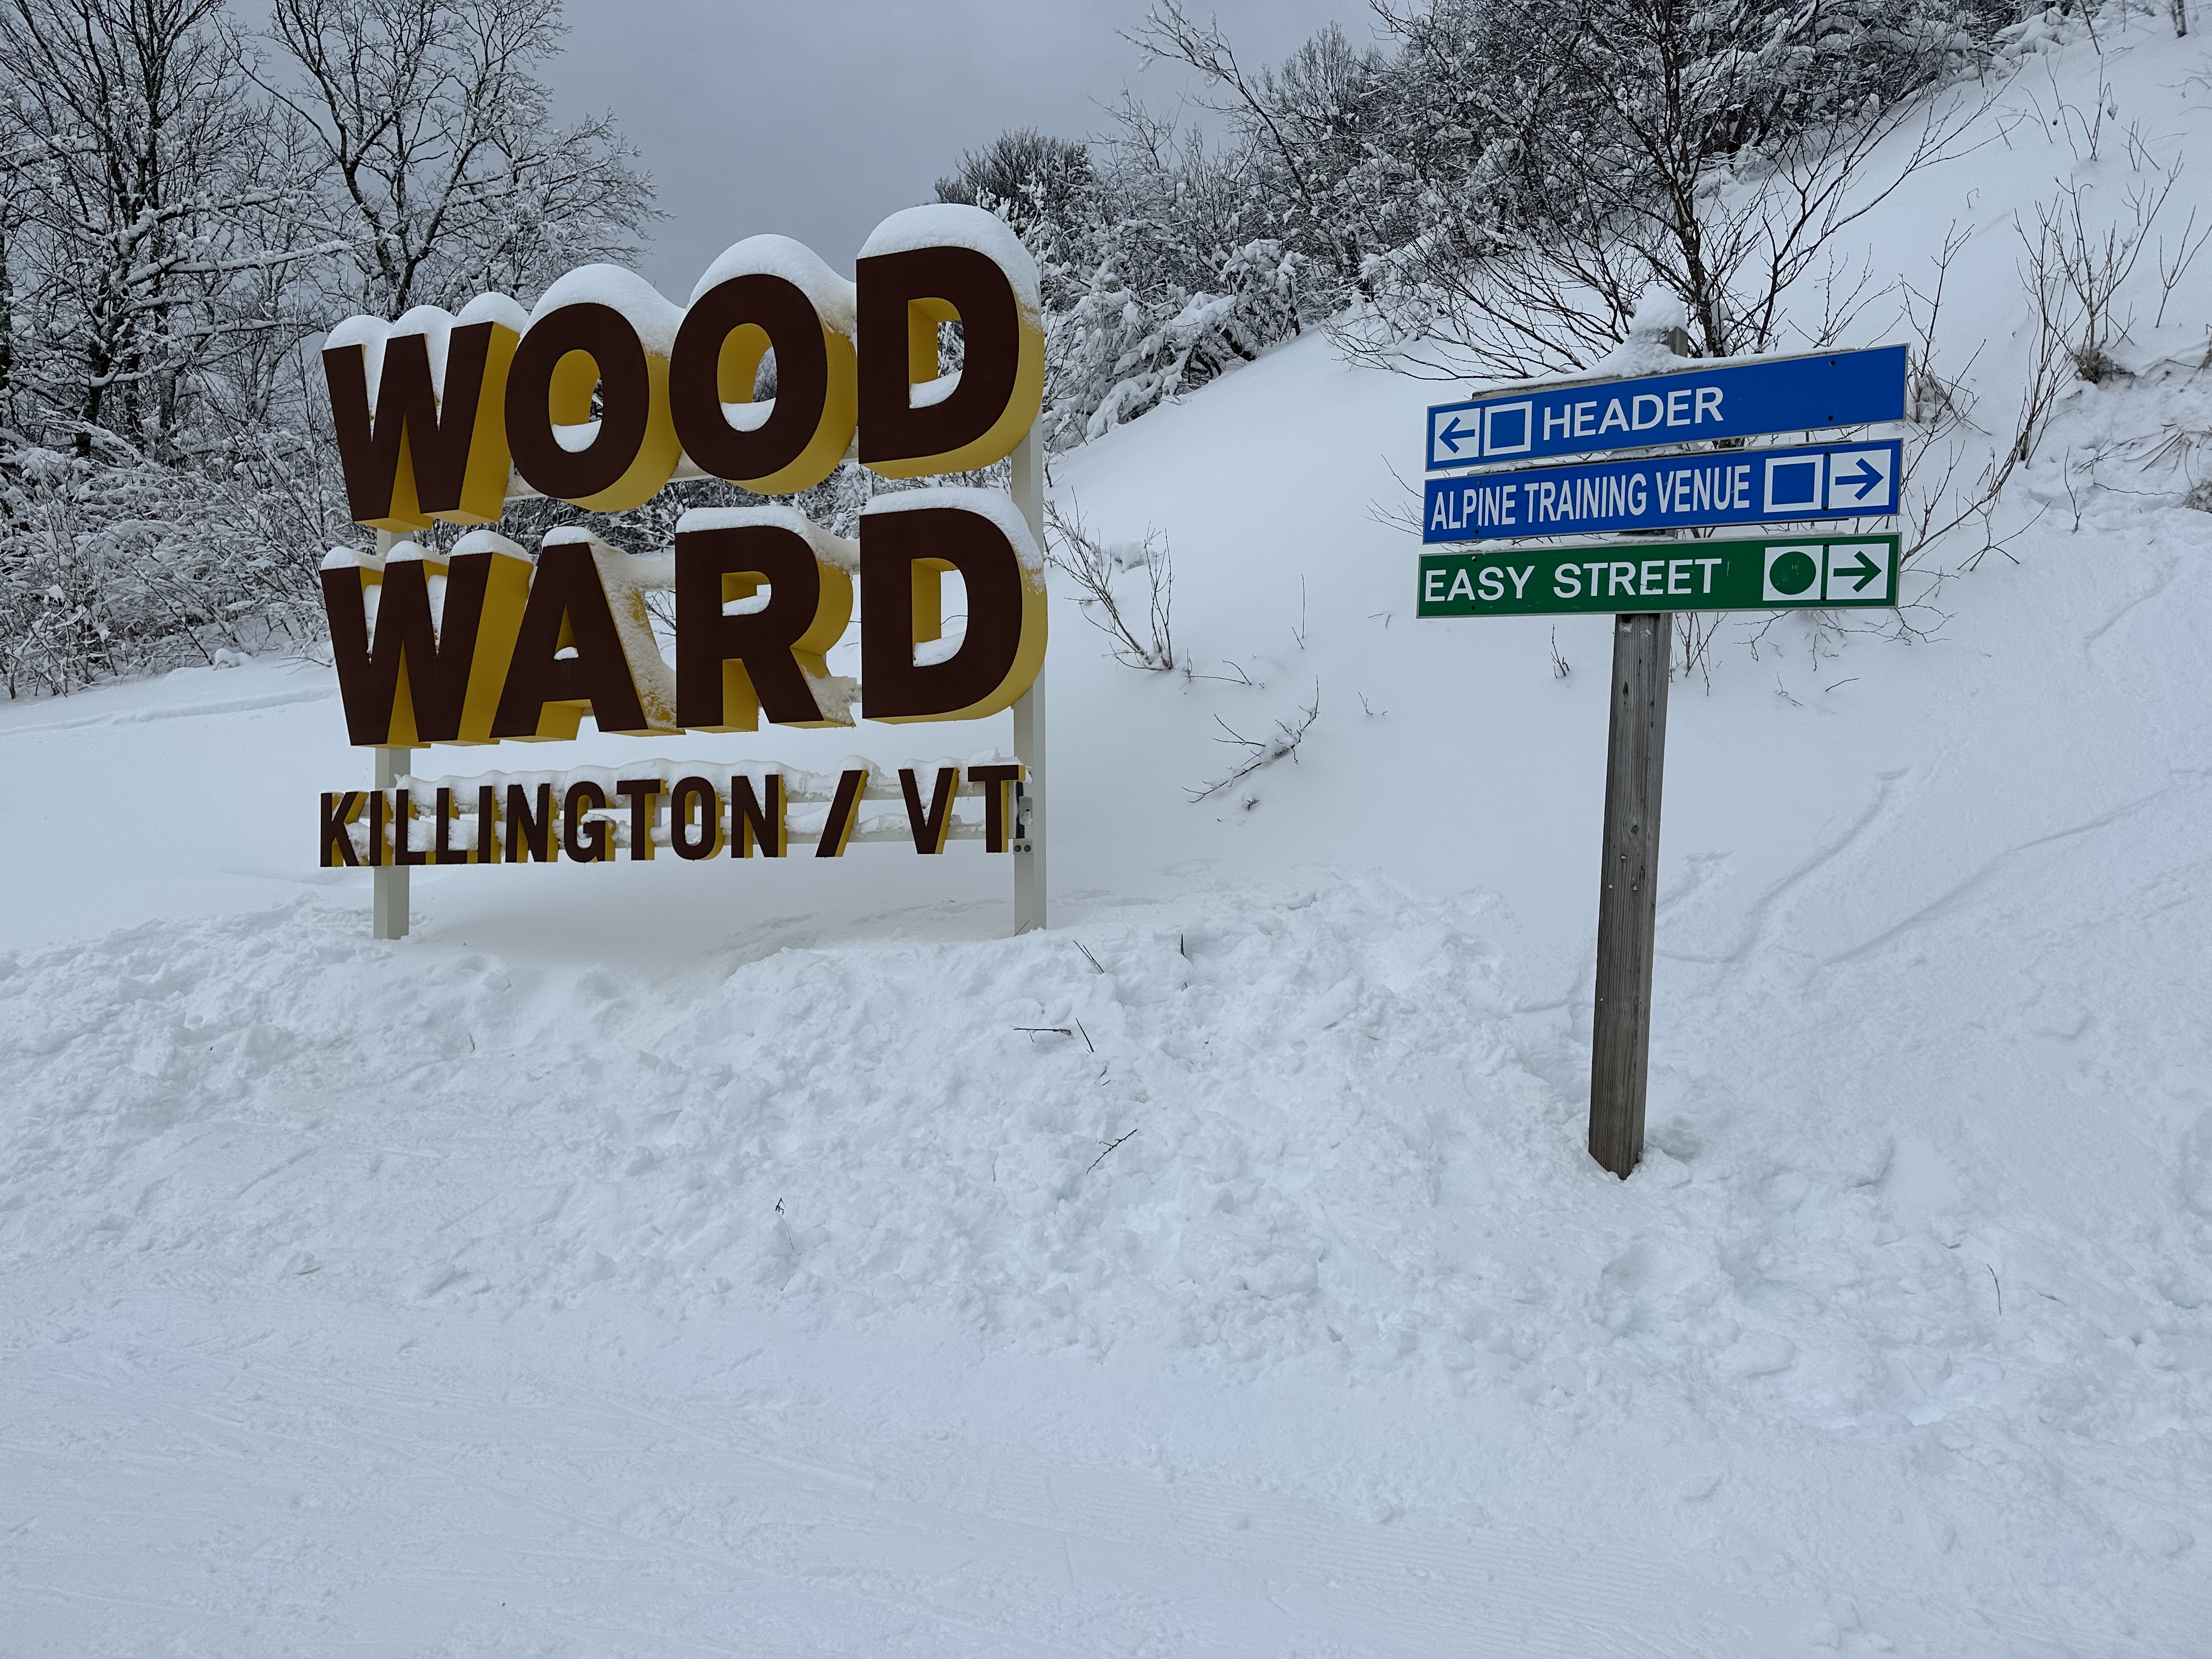 WOOD
WARD
KILLINGTON / VT
HEADER
ALPINE TRAINING VENUE
EASY STREET